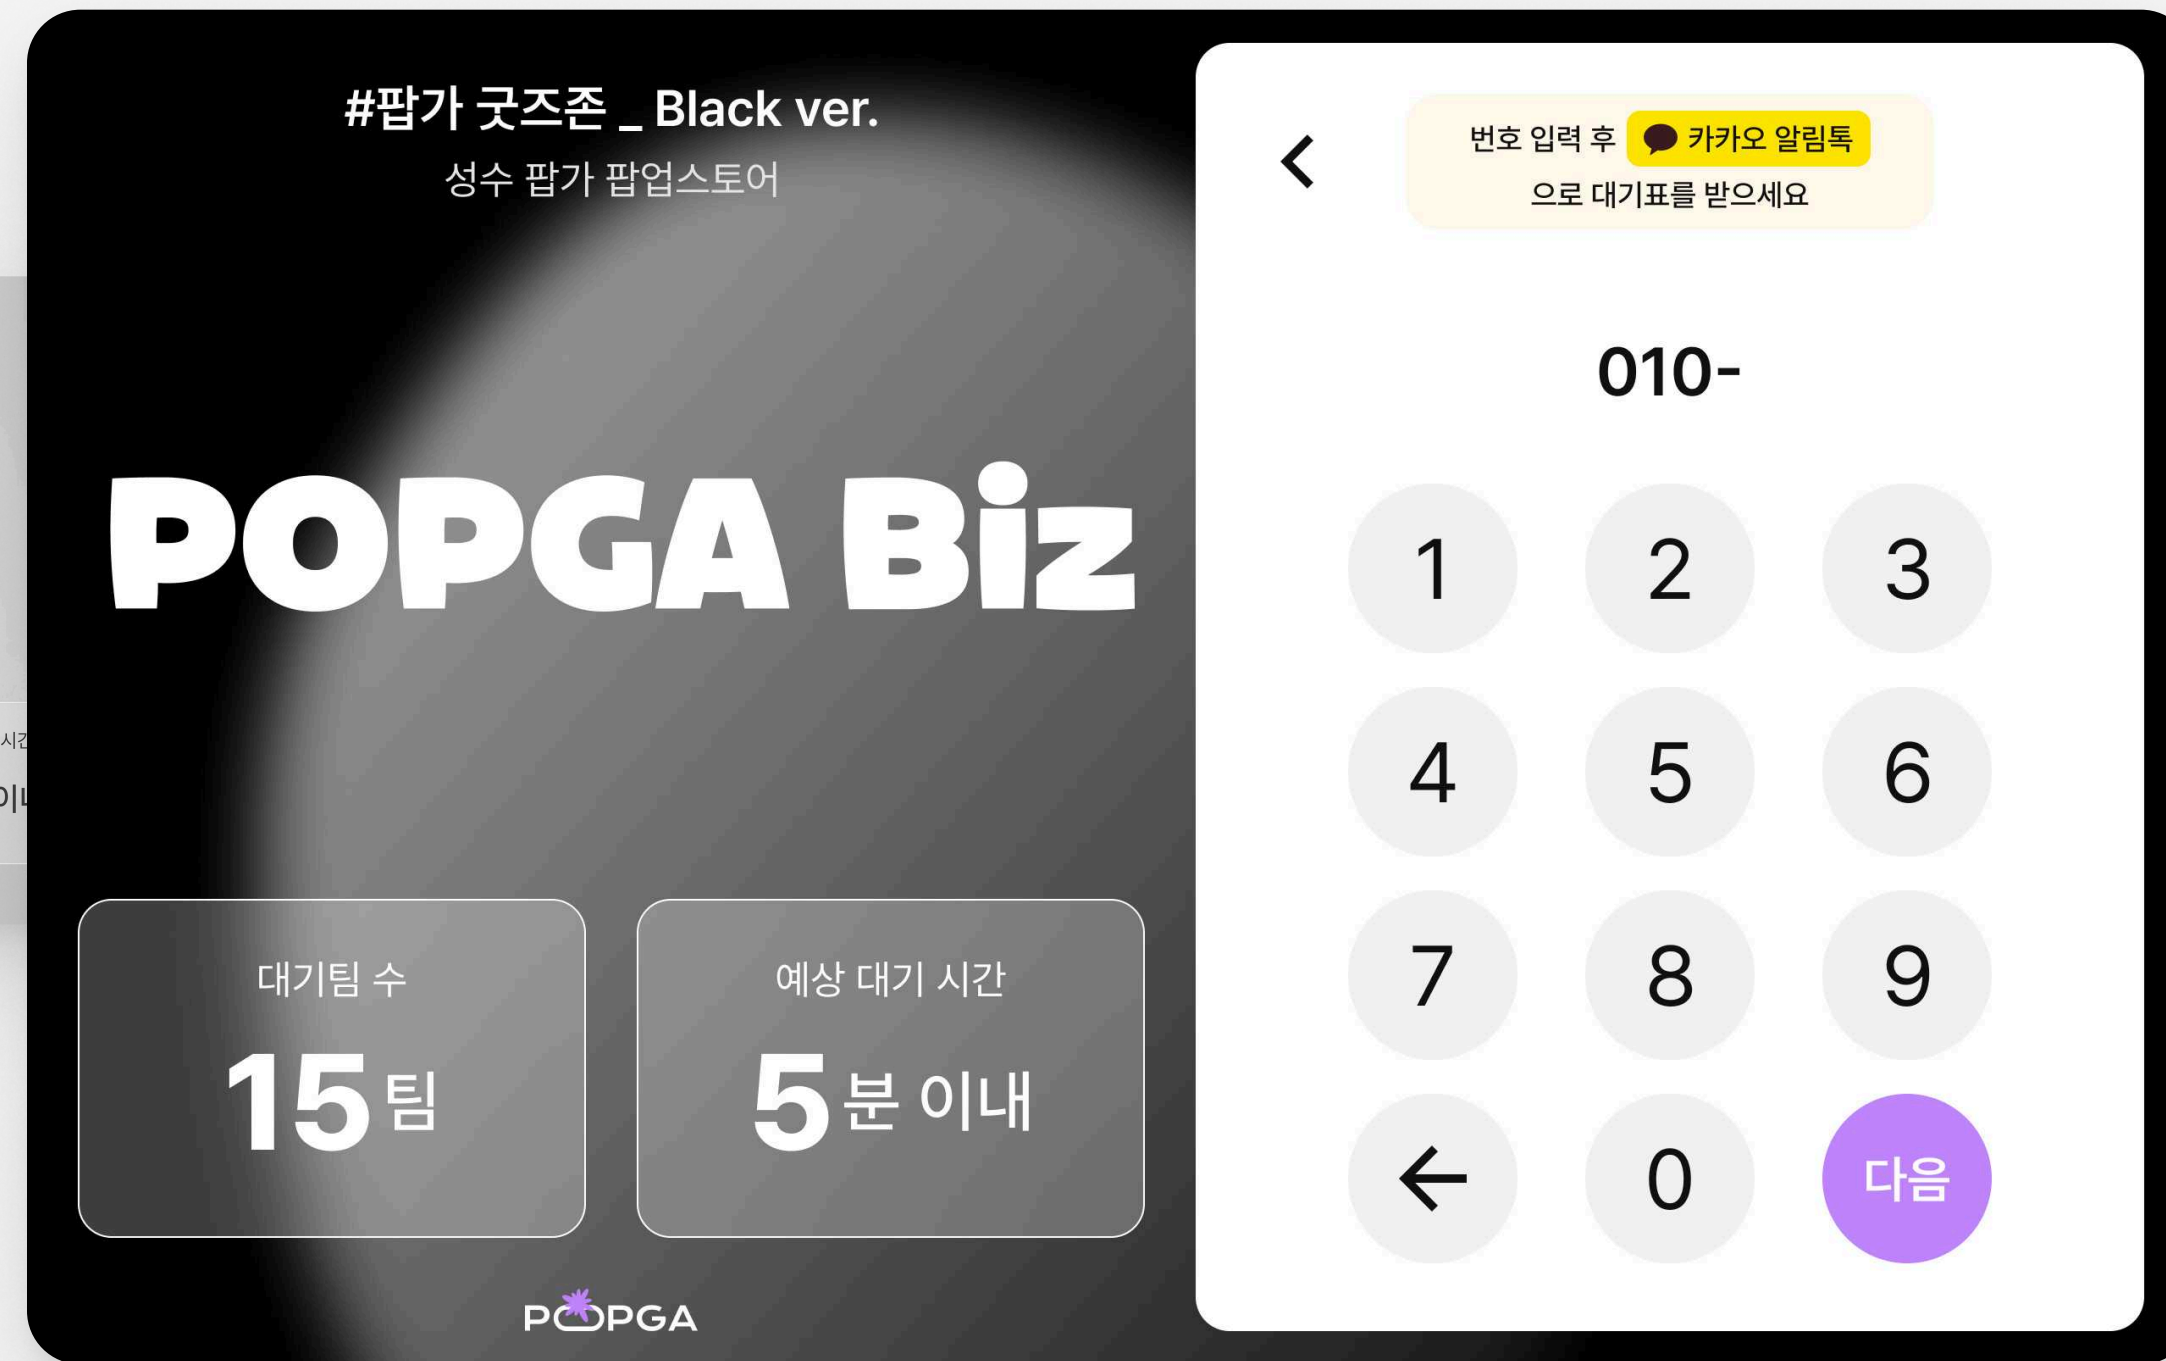 #팝가 굿즈존 _ Black ver.
성수 팝가 팝업스토어
POPGA Biz
대기팀 수
15 팀
예상 대기 시간
5 분 이내
POPGA
번호 입력 후 카카오 알림톡
으로 대기표를 받으세요
010-
1 2 3
4 5 6
7 8 9
0 다음